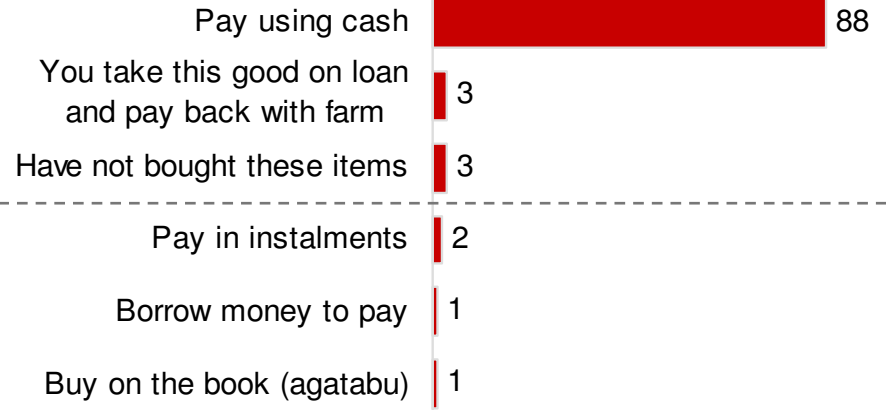 Pay using cash 88
You take this good on loan
and pay back with farm 3
Have not bought these items 3
Pay in instalments 2
Borrow money to pay 1
Buy on the book (agatabu) 1